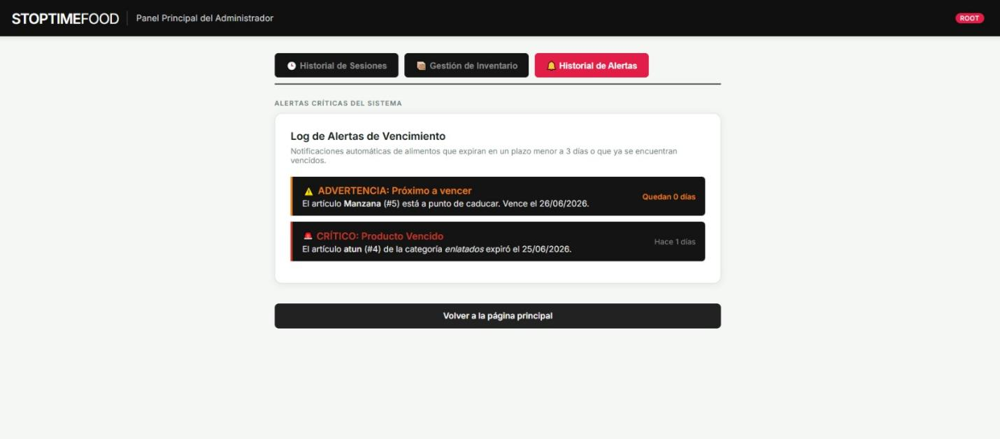 STOPTIMEFOOD
Panel Principal del Administrador
ROOT
Historial de Sesiones
Gestión de Inventario
Historial de Alertas
ALERTAS CRÍTICAS DEL SISTEMA
Log de Alertas de Vencimiento
Notificaciones automáticas de alimentos que expiran en un plazo menor a 3 días o que ya se encuentran
vencidos.
ADVERTENCIA: Próximo a vencer
El artículo Manzana (#5) está a punto de caducar. Vence el 26/06/2026.
Quedan 0 días
CRÍTICO: Producto Vencido
El artículo atun (#4) de la categoría enlatados expiró el 25/06/2026.
Hace 1 días
Volver a la página principal